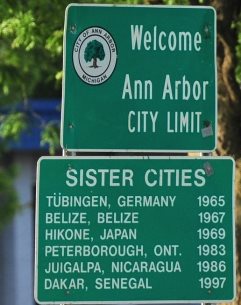 CITY OF ANN ARBOR
MICHIGAN
Welcome
Ann Arbor
CITY LIMIT
SISTER CITIES
TÜBINGEN, GERMANY 1965
BELIZE, BELIZE 1967
HIKONE, JAPAN 1969
PETERBOROUGH, ONT. 1983
JUIGALPA, NICARAGUA 1986
DAKAR, SENEGAL 1997